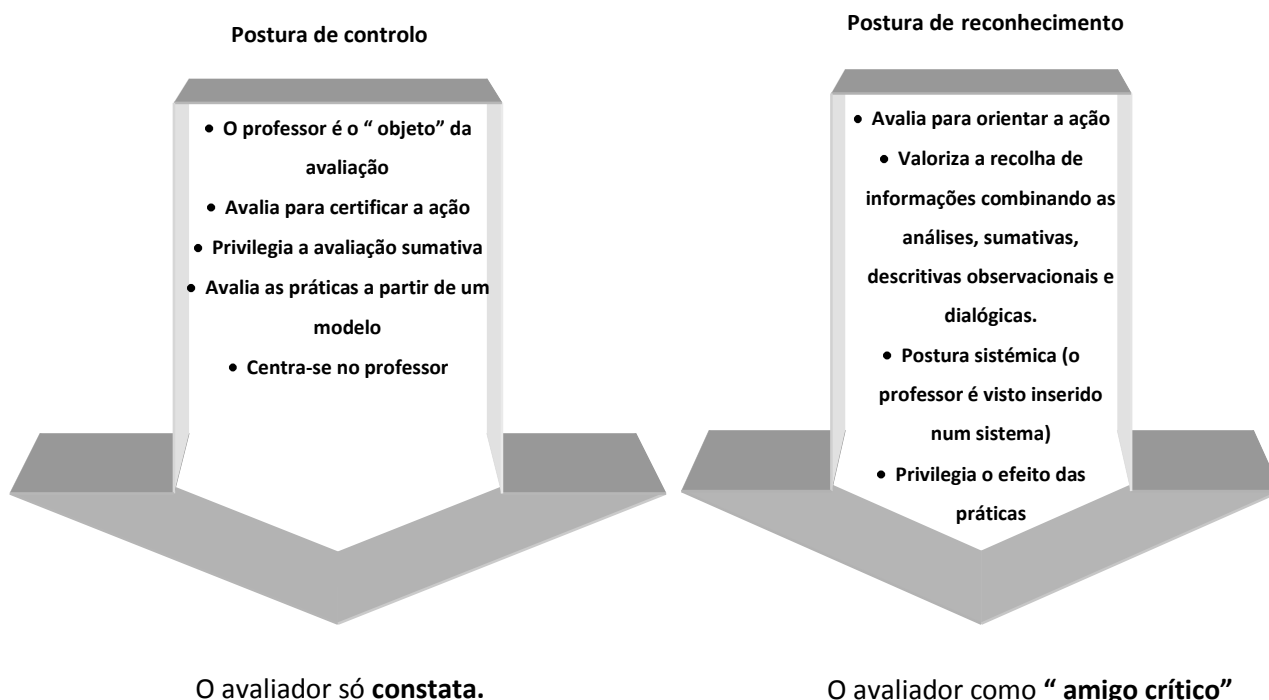 Postura de controlo
• O professor é o “ objeto” da
avaliação
• Avalia para certificar a ação
• Privilegia a avaliação sumativa
• Avalia as práticas a partir de um
modelo
• Centra-se no professor
O avaliador só constata.
Postura de reconhecimento
• Avalia para orientar a ação
• Valoriza a recolha de
informações combinando as
análises, sumativas,
descritivas observacionais e
dialógicas.
• Postura sistémica (o
professor é visto inserido
num sistema)
• Privilegia o efeito das
práticas
O avaliador como “ amigo crítico”